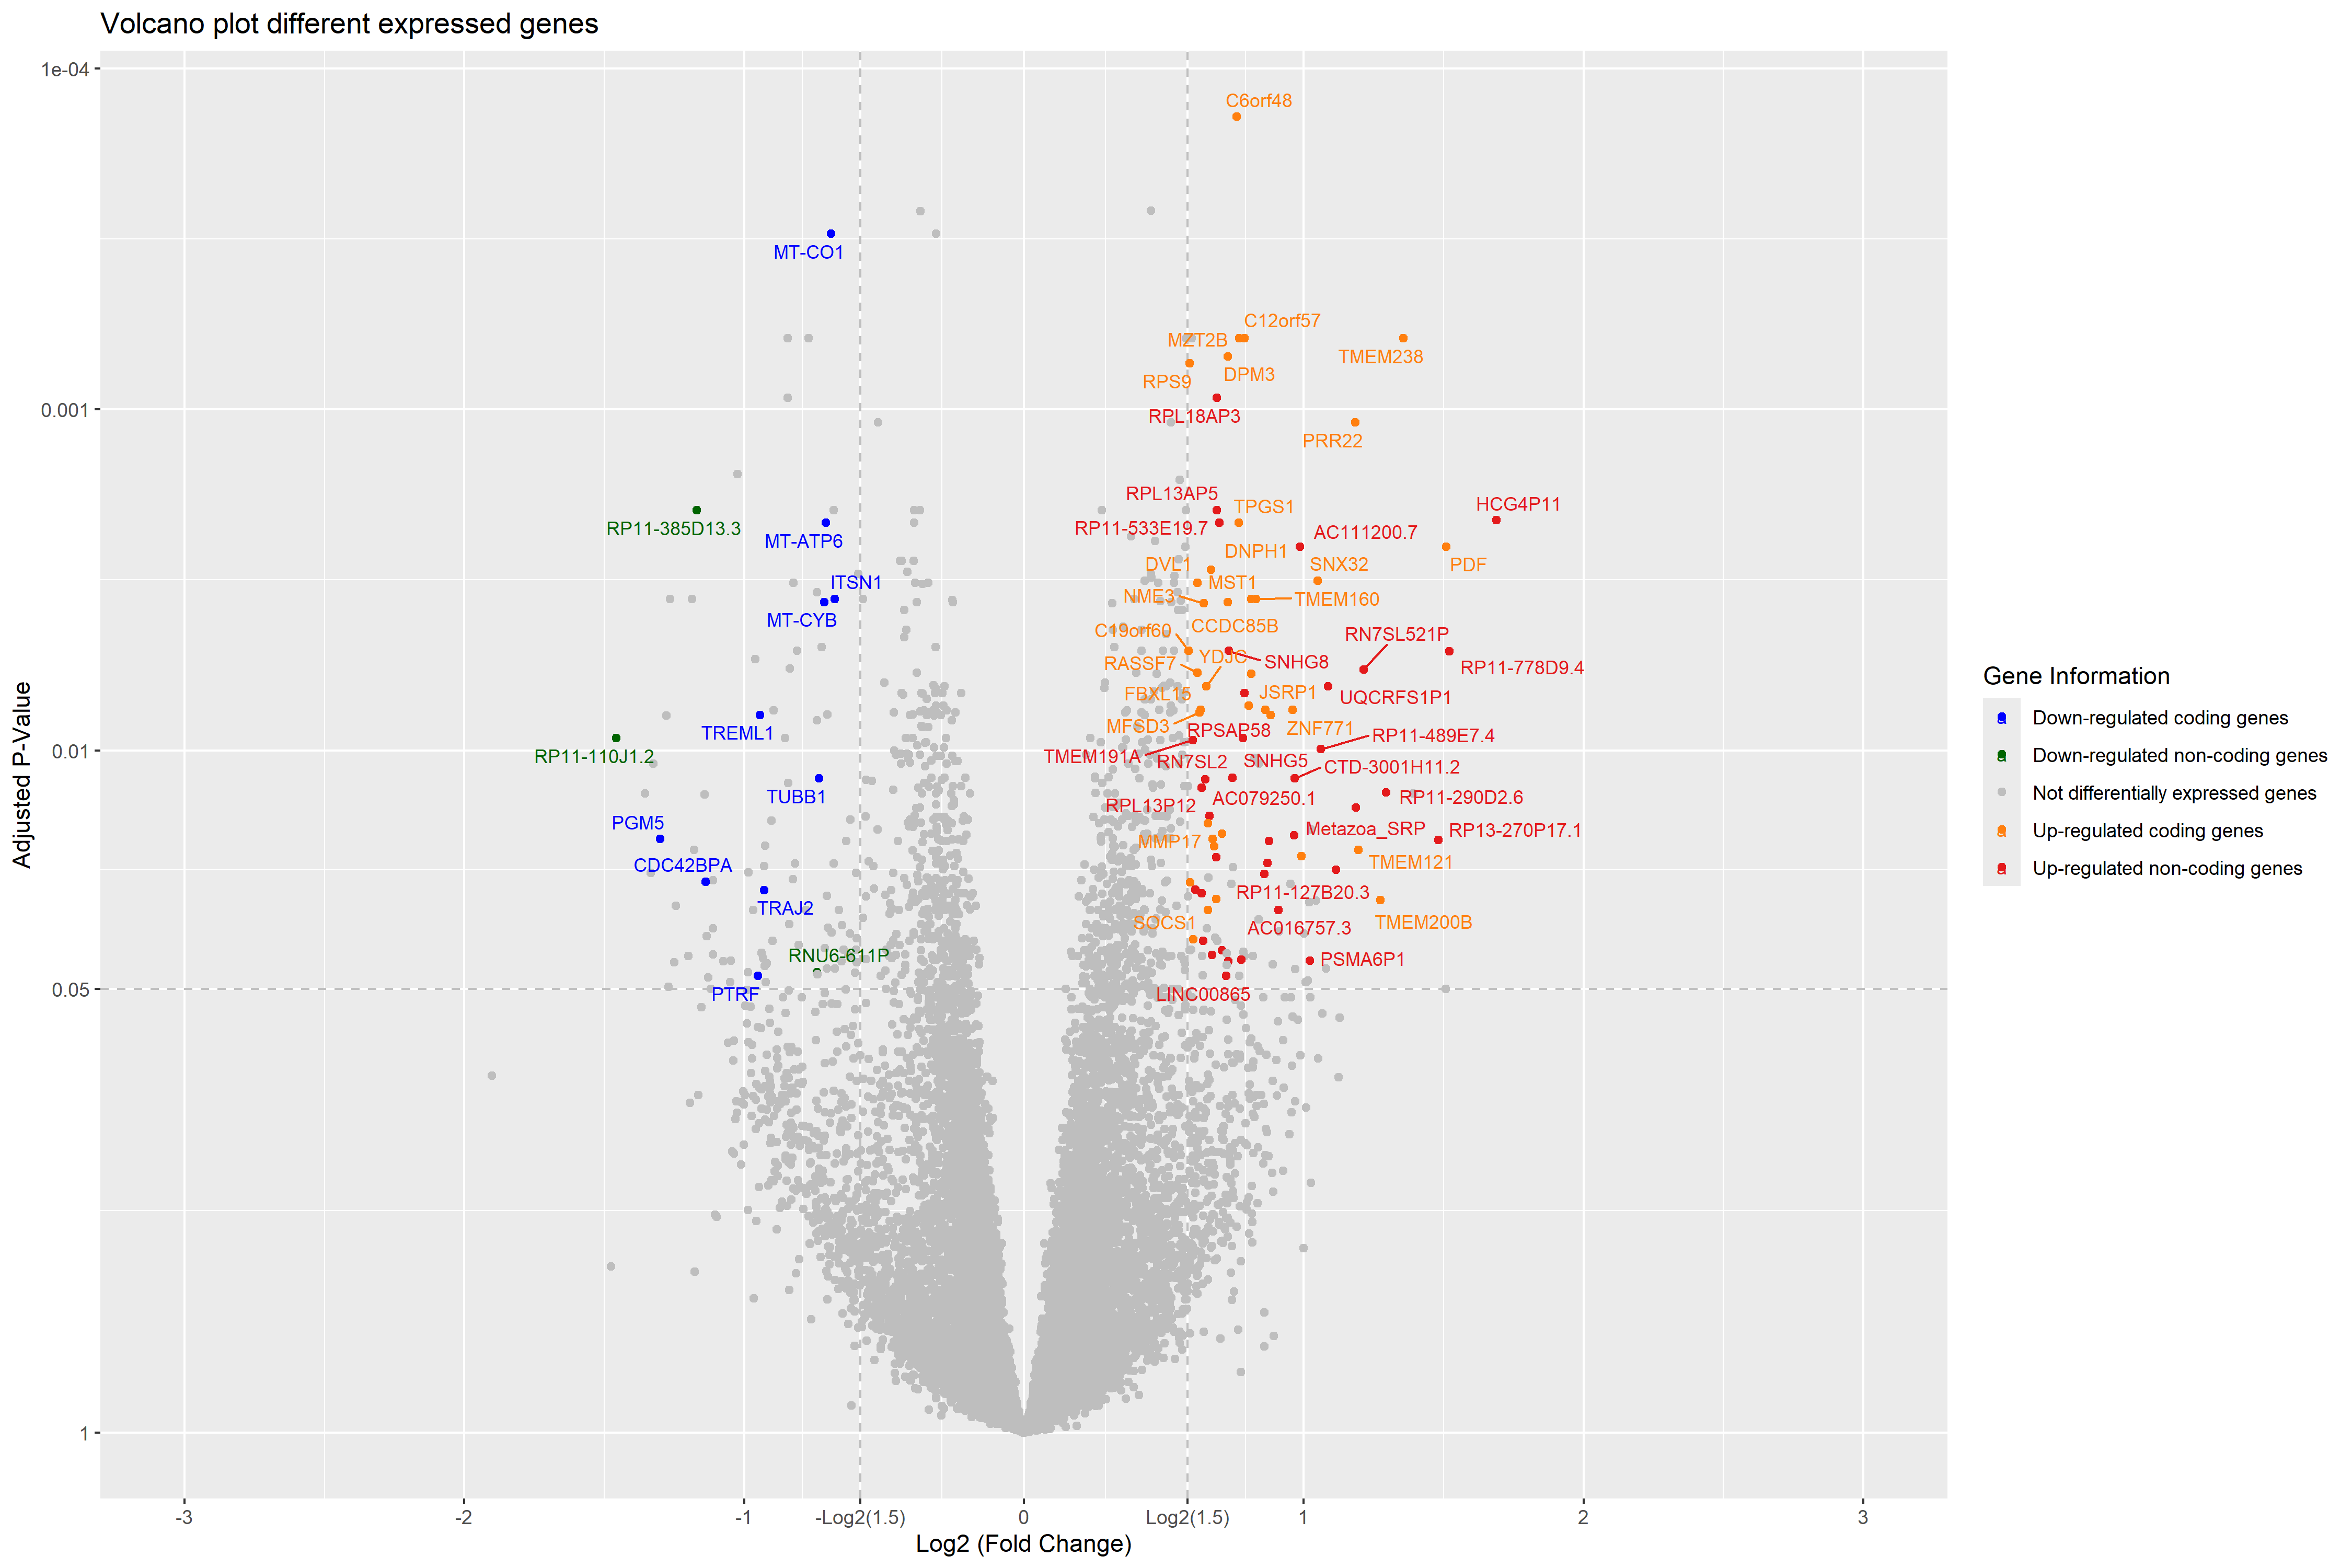 Volcano plot different expressed genes
1e-04
C6orf48
MT-CO1
C12orf57
MZT2B
TMEM238
RPS9
DPM3
0.001
RPL18AP3
PRR22
RPL13AP5
TPGS1
HCG4P11
RP11-385D13.3
RP11-533E19.7
AC111200.7
MT-ATP6
DNPH1
DVL1
SNX32
PDF
ITSN1
MST1
NME3
TMEM160
MT-CYB
C19orf60
CCDC85B
RN7SL521P
RASSF7
YDJC
SNHG8
RP11-778D9.4
FBXL15
JSRP1
UQCRFS1P1
MFSD3
RPSAP58
ZNF771
TREML1
RP11-489E7.4
0.01
RP11-110J1.2
TMEM191A
RN7SL2
SNHG5
CTD-3001H11.2
TUBB1
RPL13P12
AC079250.1
RP11-290D2.6
PGM5
MMP17
Metazoa_SRP
RP13-270P17.1
CDC42BPA
TMEM121
RP11-127B20.3
TRAJ2
SOCS1
AC016757.3
TMEM200B
RNU6-611P
PSMA6P1
0.05
PTRF
LINC00865
1
-3
-2
-1
-Log2(1.5)
0
Log2(1.5)
1
2
3
Log2 (Fold Change)
Adjusted P-Value
Gene Information
a Down-regulated coding genes
a Down-regulated non-coding genes
a Not differentially expressed genes
a Up-regulated coding genes
a Up-regulated non-coding genes